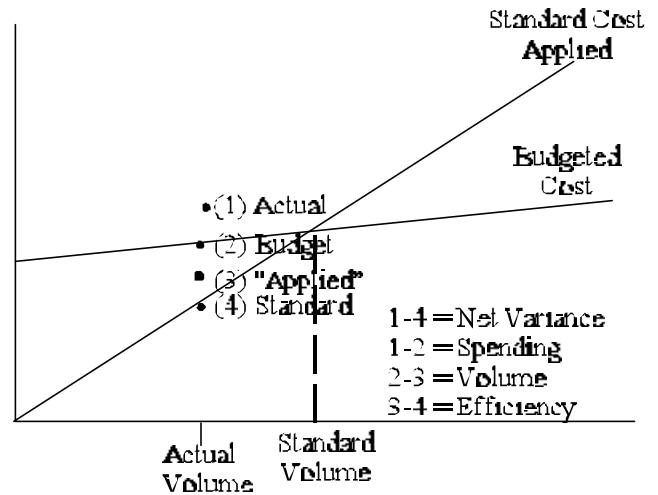 Standard Cost
Applied
Budgeted
Cost
(1) Actual
(2) Budget
(3) "Applied"
(4) Standard
1-4 = Net Variance
1-2 = Spending
2-3 = Volume
3-4 = Efficiency
Actual
Volume
Standard
Volume